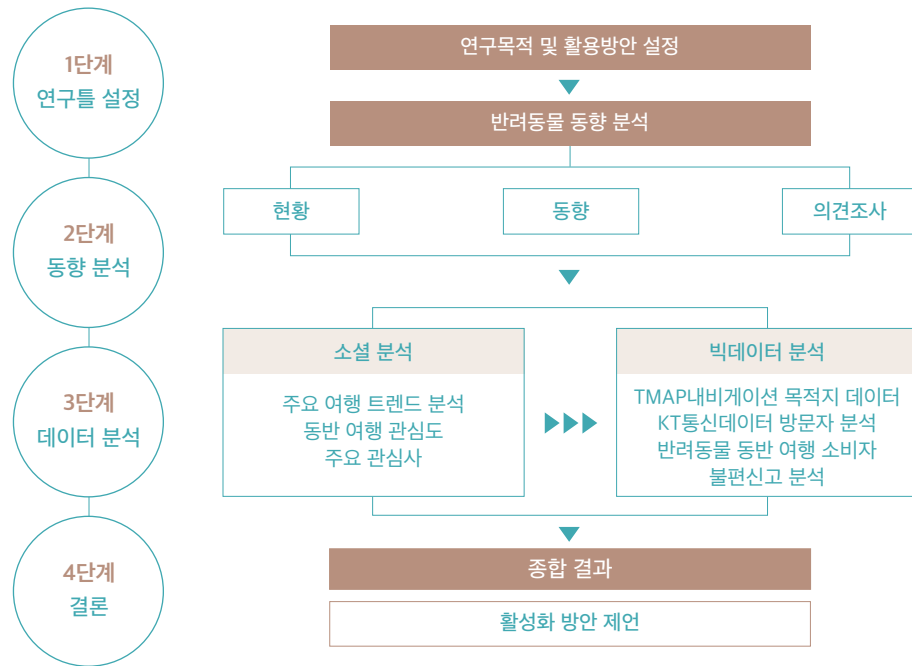 1단계
연구틀 설정
연구목적 및 활용방안 설정
반려동물 동향 분석
2단계
동향 분석
현황
동향
의견조사
3단계
데이터 분석
소셜 분석
주요 여행 트렌드 분석
동반 여행 관심도
주요 관심사
빅데이터 분석
TMAP내비게이션 목적지 데이터
KT통신데이터 방문자 분석
반려동물 동반 여행 소비자
불편신고 분석
4단계
결론
종합 결과
활성화 방안 제언